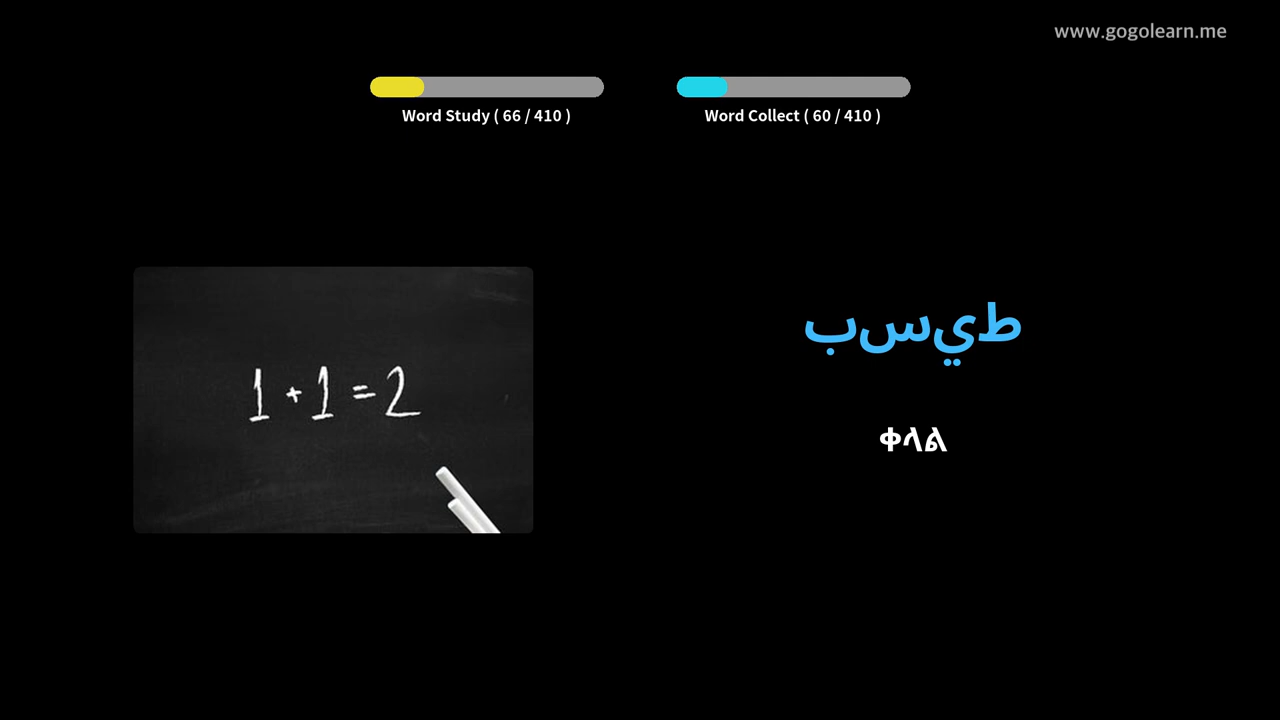 www.gogolearn.me
Word Study ( 66 / 410 )
Word Collect ( 60 / 410 )
1 + 1 = 2
بسيط
ቀላል